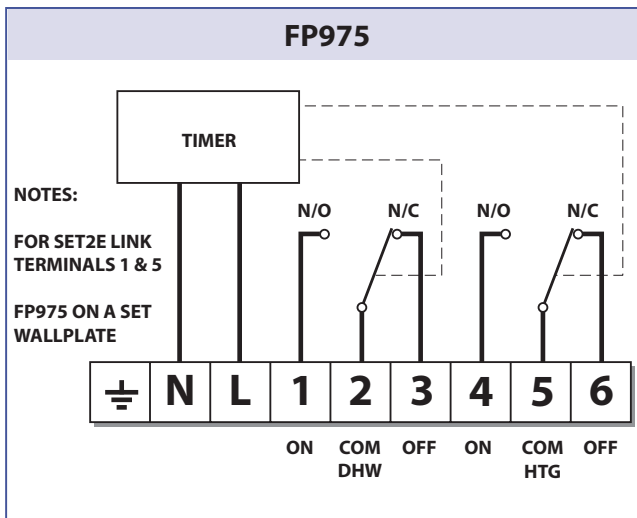 FP975
TIMER
NOTES:
FOR SET2E LINK
TERMINALS 1 & 5
FP975 ON A SET
WALLPLATE
N/O N/C N/O N/C
N L 1 2 3 4 5 6
ON COM OFF ON COM OFF
DHW HTG